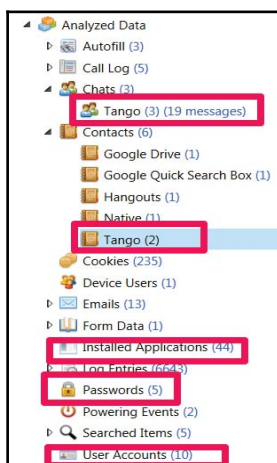 Analyzed Data
Autofill (3)
Call Log (5)
Chats (3)
Tango (3) (19 messages)
Contacts (6)
Google Drive (1)
Google Quick Search Box (1)
Hangouts (1)
Native (1)
Tango (2)
Cookies (235)
Device Users (1)
Emails (13)
Form Data (1)
Installed Applications (44)
Log Entries (6643)
Passwords (5)
Powering Events (2)
Searched Items (5)
User Accounts (10)